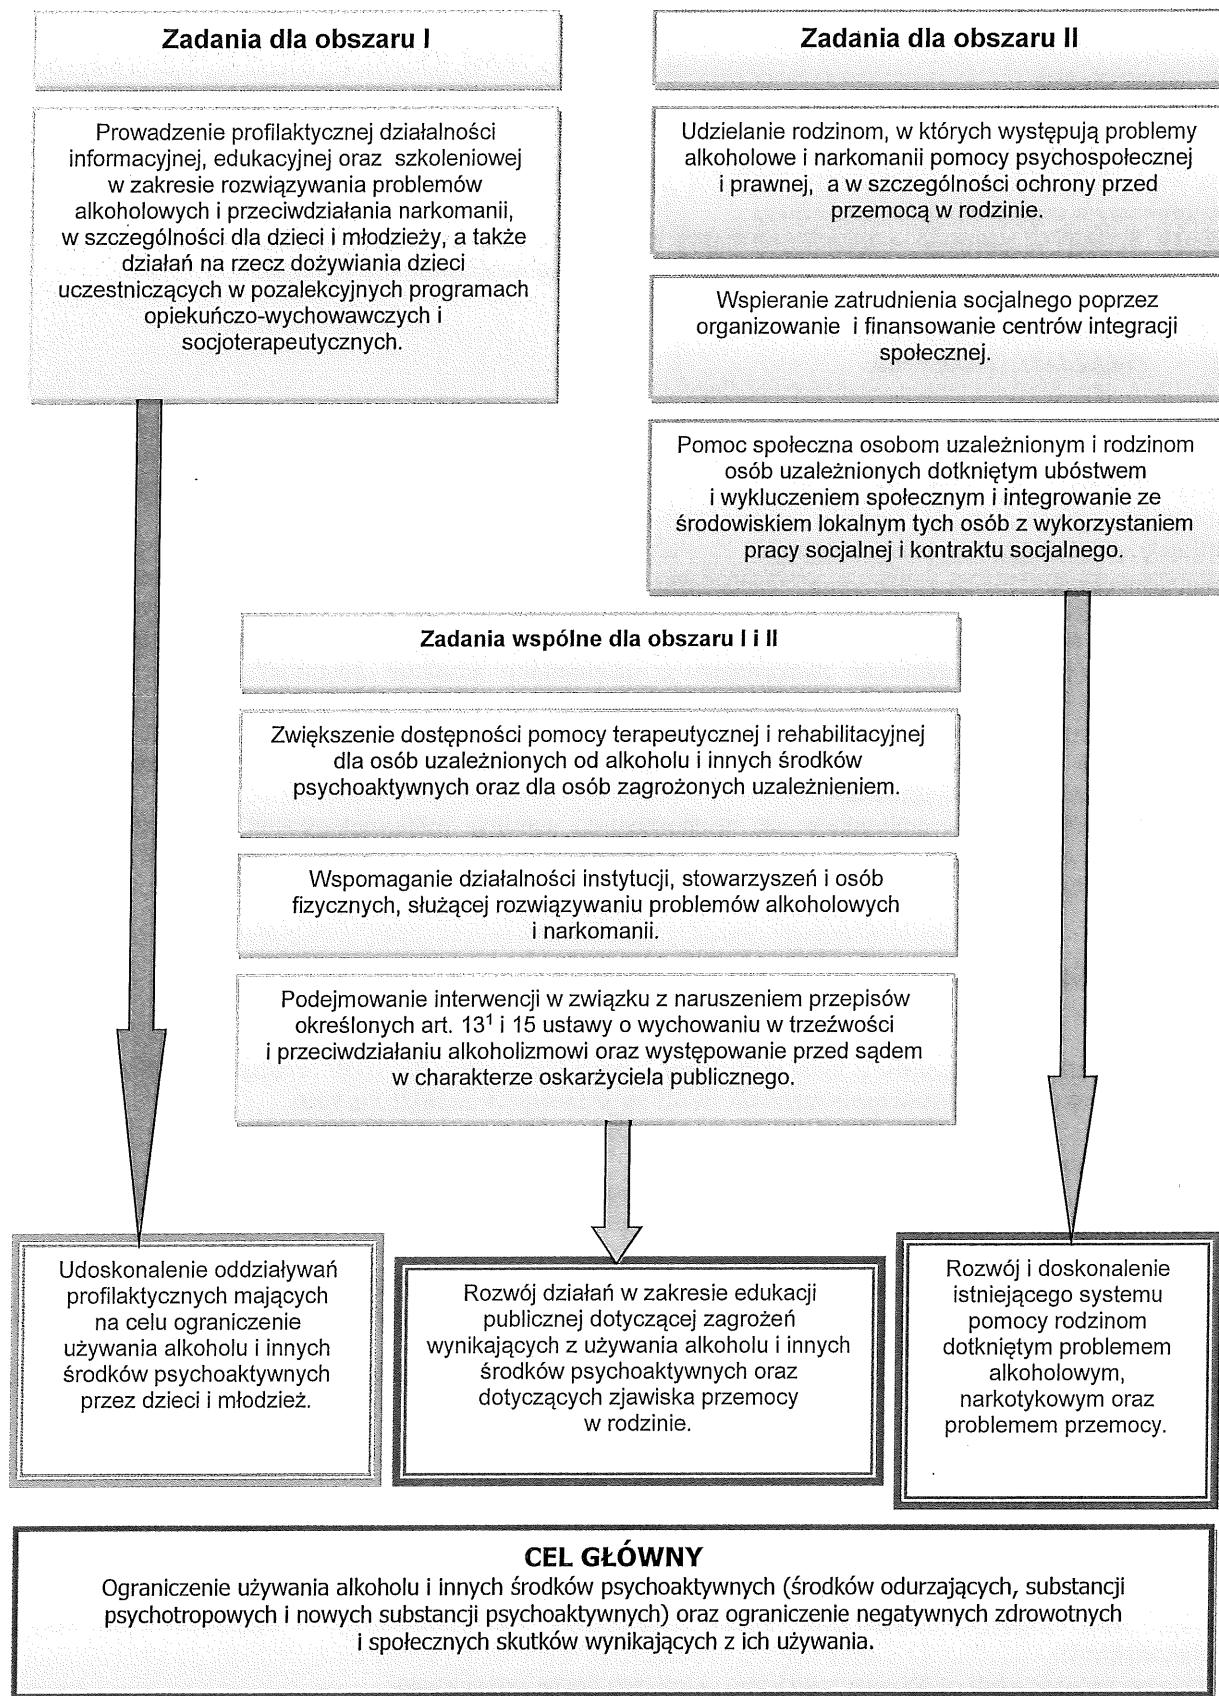 Zadania dla obszaru I
Prowadzenie profilaktycznej działalności
informacyjnej, edukacyjnej oraz szkoleniowej
w zakresie rozwiązywania problemów
alkoholowych i przeciwdziałania narkomanii,
w szczególności dla dzieci i młodzieży, a także
działań na rzecz dożywiania dzieci
uczestniczących w pozalekcyjnych programach
opiekuńczo-wychowawczych i
socjoterapeutycznych.
Zadania dla obszaru II
Udzielanie rodzinom, w których występują problemy
alkoholowe i narkomanii pomocy psychospołecznej
i prawnej, a w szczególności ochrony przed
przemocą w rodzinie.
Wspieranie zatrudnienia socjalnego poprzez
organizowanie i finansowanie centrów integracji
społecznej.
Pomoc społeczna osobom uzależnionym i rodzinom
osób uzależnionych dotkniętym ubóstwem
i wykluczeniem społecznym i integrowanie ze
środowiskiem lokalnym tych osób z wykorzystaniem
pracy socjalnej i kontraktu socjalnego.
Zadania wspólne dla obszaru I i II
Zwiększenie dostępności pomocy terapeutycznej i rehabilitacyjnej
dla osób uzależnionych od alkoholu i innych środków
psychoaktywnych oraz dla osób zagrożonych uzależnieniem.
Wspomaganie działalności instytucji, stowarzyszeń i osób
fizycznych, służącej rozwiązywaniu problemów alkoholowych
i narkomanii.
Podejmowanie interwencji w związku z naruszeniem przepisów
określonych art. 13¹ i 15 ustawy o wychowaniu w trzeźwości
i przeciwdziałaniu alkoholizmowi oraz występowanie przed sądem
w charakterze oskarżyciela publicznego.
Udoskonalenie oddziaływań
profilaktycznych mających
na celu ograniczenie
używania alkoholu i innych
środków psychoaktywnych
przez dzieci i młodzież.
Rozwój działań w zakresie edukacji
publicznej dotyczącej zagrożeń
wynikających z używania alkoholu i innych
środków psychoaktywnych oraz
dotyczących zjawiska przemocy
w rodzinie.
Rozwój i doskonalenie
istniejącego systemu
pomocy rodzinom
dotkniętym problemem
alkoholowym,
narkotykowym oraz
problemem przemocy.
CEL GŁÓWNY
Ograniczenie używania alkoholu i innych środków psychoaktywnych (środków odurzających, substancji
psychotropowych i nowych substancji psychoaktywnych) oraz ograniczenie negatywnych zdrowotnych
i społecznych skutków wynikających z ich używania.